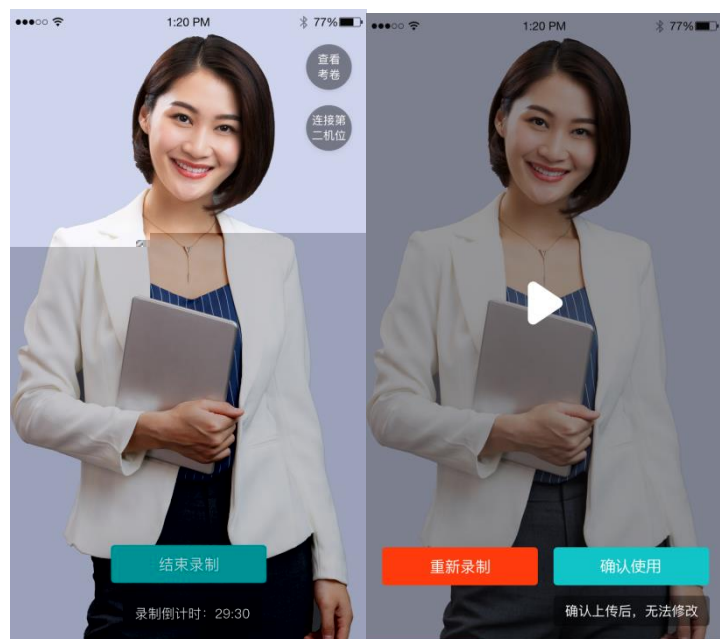 1:20 PM
77%
查看
考卷
连接第
二机位
结束录制
录制倒计时：29:30
1:20 PM
77%
重新录制
确认使用
确认上传后，无法修改